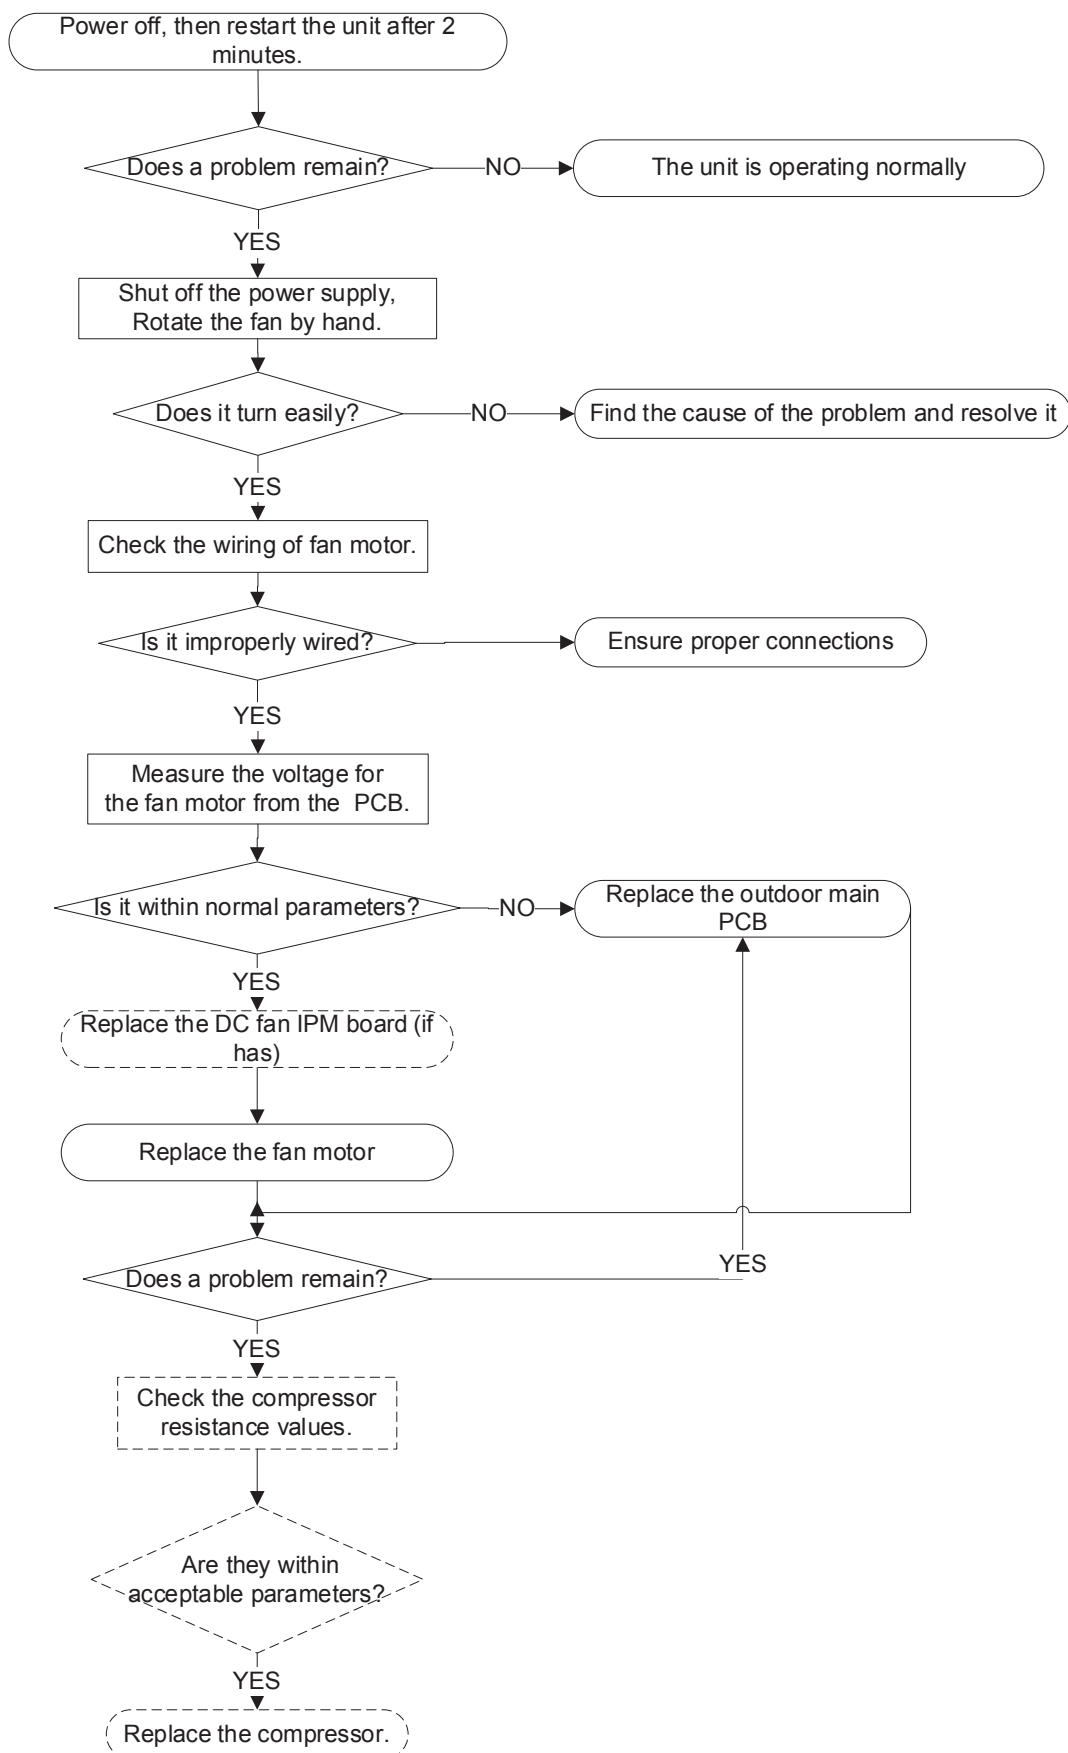 Power off, then restart the unit after 2
minutes.
Does a problem remain?
NO
The unit is operating normally
YES
Shut off the power supply,
Rotate the fan by hand.
Does it turn easily?
NO
Find the cause of the problem and resolve it
YES
Check the wiring of fan motor.
Is it improperly wired?
Ensure proper connections
YES
Measure the voltage for
the fan motor from the PCB.
Is it within normal parameters?
NO
Replace the outdoor main
PCB
YES
Replace the DC fan IPM board (if
has)
Replace the fan motor
Does a problem remain?
YES
YES
Check the compressor
resistance values.
Are they within
acceptable parameters?
YES
Replace the compressor.